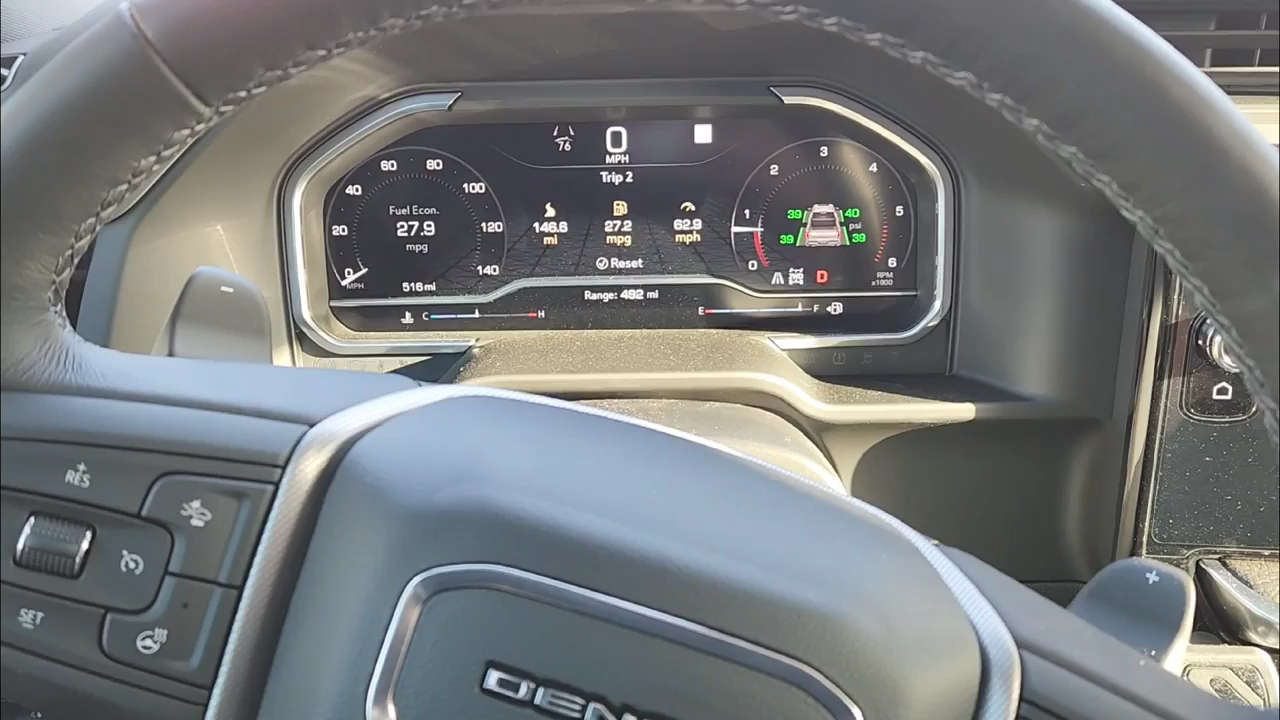 76
0
MPH
Trip 2
60 80
40 100
20 120
0 140
MPH
Fuel Econ.
27.9
mpg
516 mi
146.6 27.2 62.9
mi mpg mph
Reset
Range: 492 mi
C H
E F
3
2 4
1 5
0 6
39 40
psi
39 39
D
RPM
x1000
-
+
RES
SET